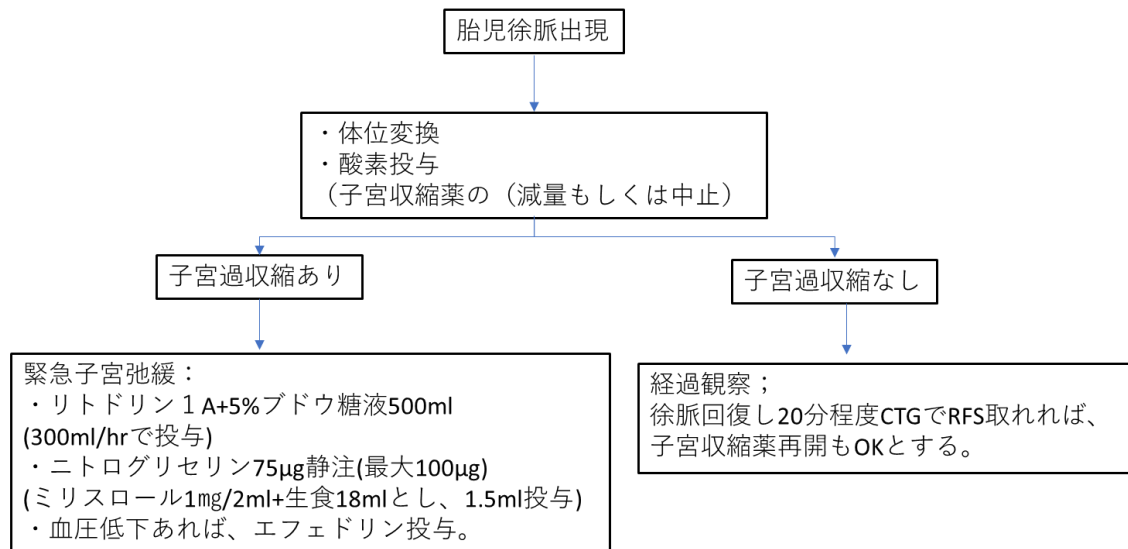 胎児徐脈出現
・体位変換
・酸素投与
（子宮収縮薬の（減量もしくは中止）
子宮過収縮あり
子宮過収縮なし
緊急子宮弛緩：
・リトドリン１A+5%ブドウ糖液500ml
(300ml/hrで投与)
・ニトログリセリン75μg静注(最大100μg)
(ミリスロール1㎎/2ml+生食18mlとし、1.5ml投与)
・血圧低下あれば、エフェドリン投与。
経過観察；
徐脈回復し20分程度CTGでRFS取れれば、
子宮収縮薬再開もOKとする。